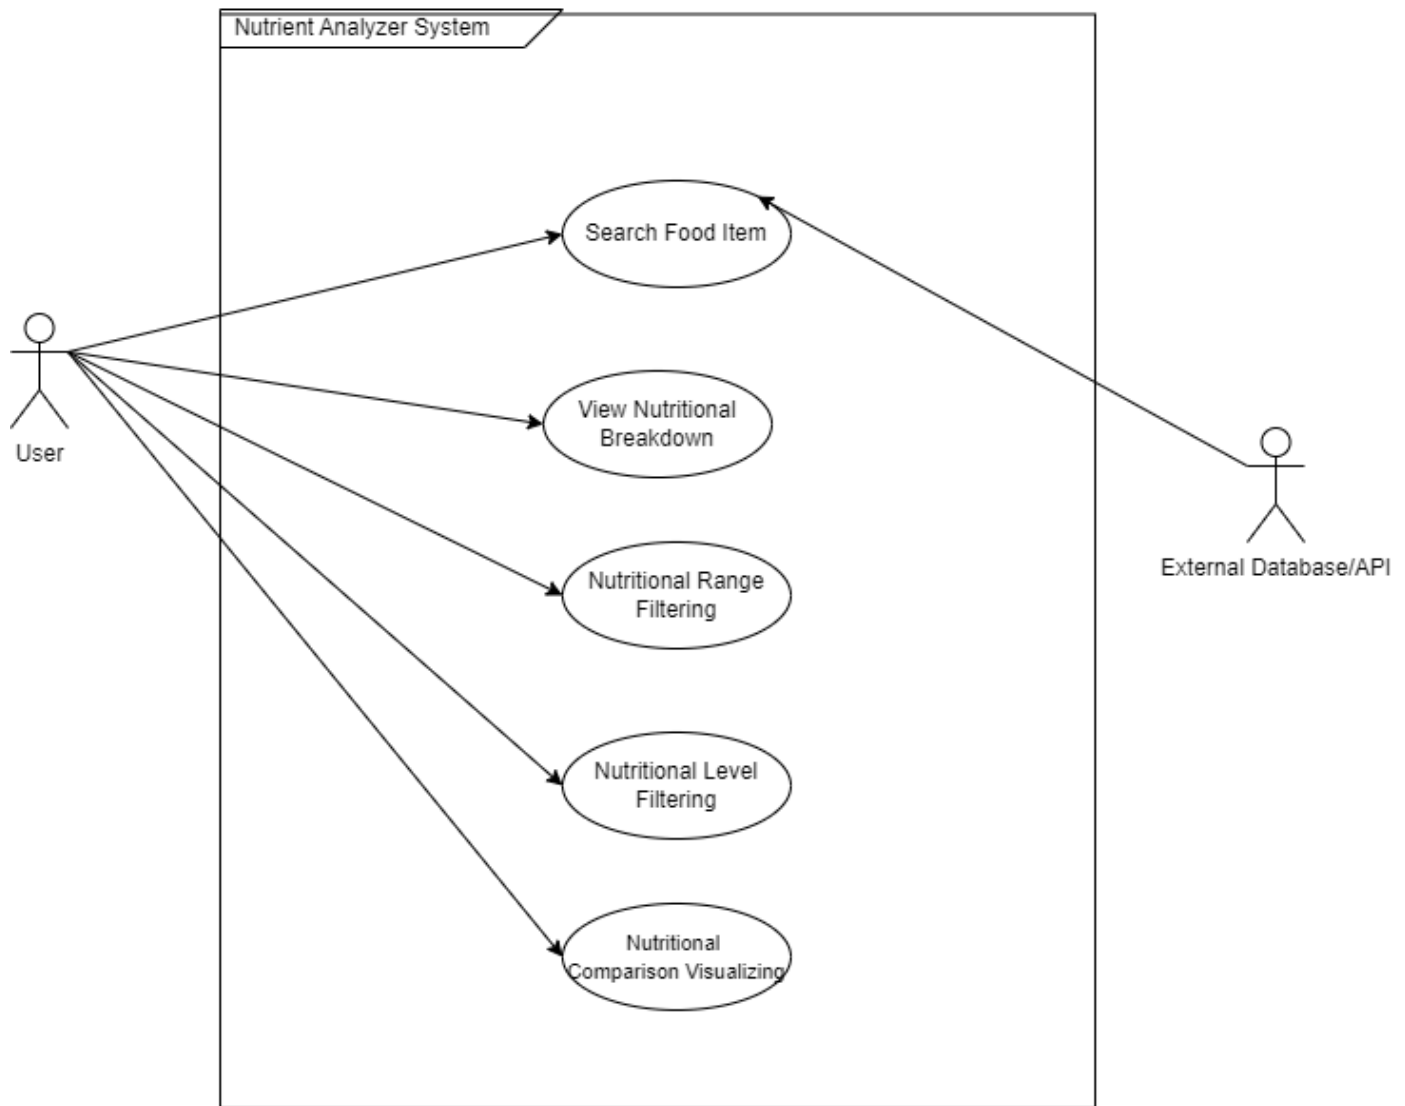 Nutrient Analyzer System
Search Food Item
User
View Nutritional
Breakdown
External Database/API
Nutritional Range
Filtering
Nutritional Level
Filtering
Nutritional
Comparison Visualizing